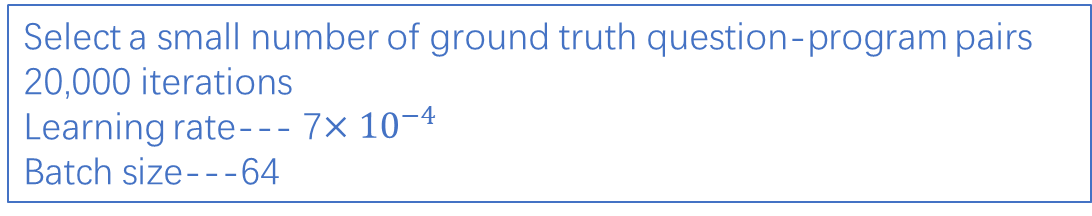 Select a small number of ground truth question-program pairs
20,000 iterations
Learning rate--- 7× 10⁻⁴
Batch size---64